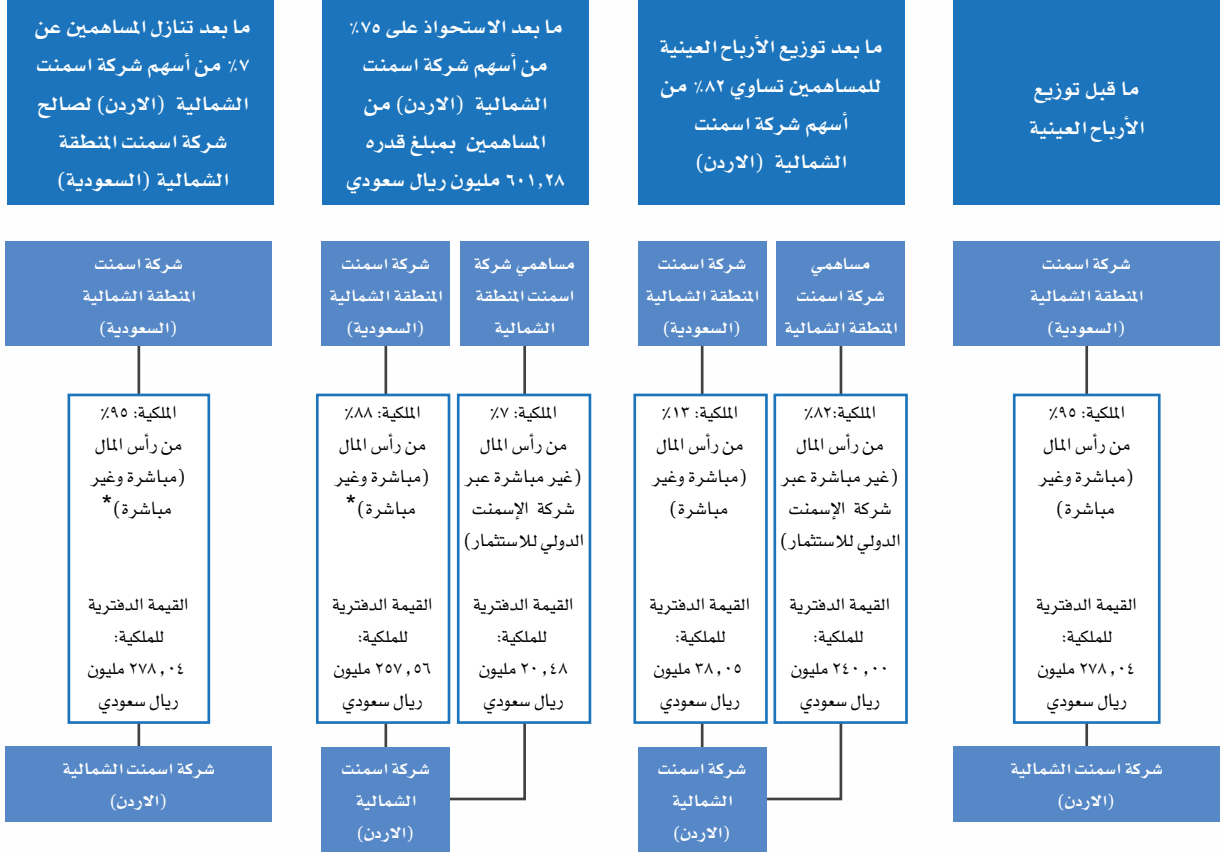 ما قبل توزيع
الأرباح العينية
ما بعد توزيع الأرباح العينية
للمساهمين تساوي ٨٢٪ من
أسهم شركة اسمنت
الشمالية (الاردن)
ما بعد الاستحواذ على ٧٥٪
من أسهم شركة اسمنت
الشمالية (الاردن) من
المساهمين بمبلغ قدره
٦٠١,٢٨ مليون ريال سعودي
ما بعد تنازل المساهمين عن
٧٪ من أسهم شركة اسمنت
الشمالية (الاردن) لصالح
شركة اسمنت المنطقة
الشمالية (السعودية)
شركة اسمنت
المنطقة الشمالية
(السعودية)
مساهمي
شركة اسمنت
المنطقة الشمالية
شركة اسمنت
المنطقة الشمالية
(السعودية)
مساهمي شركة
اسمنت المنطقة
الشمالية
شركة اسمنت
المنطقة الشمالية
(السعودية)
شركة اسمنت
المنطقة الشمالية
(السعودية)
الملكية: ٩٥٪
من رأس المال
(مباشرة وغير
مباشرة)
القيمة الدفترية
للملكية:
٢٧٨,٠٤ مليون
ريال سعودي
الملكية:٨٢٪
من رأس المال
(غير مباشرة عبر
شركة الإسمنت
الدولي للاستثمار)
القيمة الدفترية
للملكية:
٢٤٠,٠٠ مليون
ريال سعودي
الملكية: ١٣٪
من رأس المال
(مباشرة وغير
مباشرة)
القيمة الدفترية
للملكية:
٣٨,٠٥ مليون
ريال سعودي
الملكية: ٧٪
من رأس المال
(غير مباشرة عبر
شركة الإسمنت
الدولي للاستثمار)
القيمة الدفترية
للملكية:
٢٠,٤٨ مليون
ريال سعودي
الملكية: ٨٨٪
من رأس المال
(مباشرة وغير
مباشرة)*
القيمة الدفترية
للملكية:
٢٥٧,٥٦ مليون
ريال سعودي
الملكية: ٩٥٪
من رأس المال
(مباشرة وغير
مباشرة)*
القيمة الدفترية
للملكية:
٢٧٨,٠٤ مليون
ريال سعودي
شركة اسمنت الشمالية
(الاردن)
شركة اسمنت
الشمالية
(الاردن)
شركة اسمنت
الشمالية
(الاردن)
شركة اسمنت الشمالية
(الاردن)